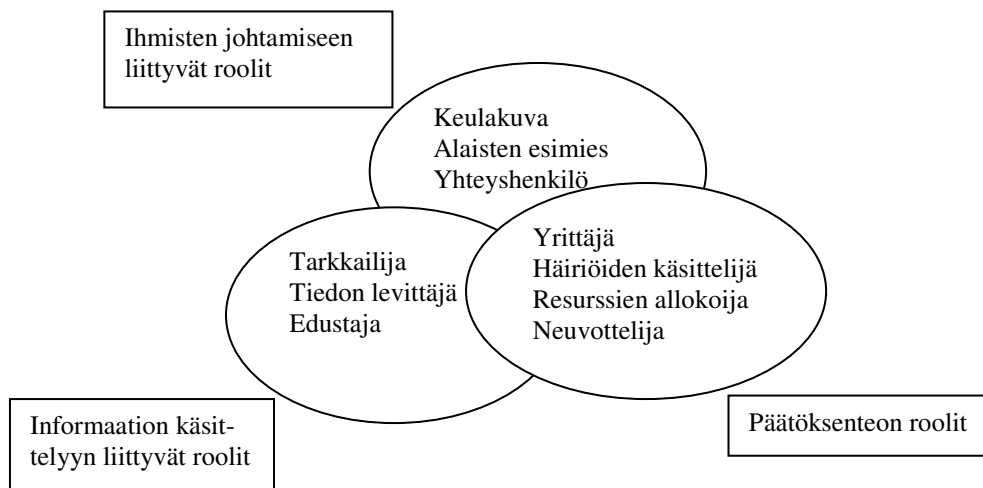 Ihmisten johtamiseen
liittyvät roolit
Keulakuva
Alaisten esimies
Yhteyshenkilö
Tarkkailija
Tiedon levittäjä
Edustaja
Yrittäjä
Häiriöiden käsittelijä
Resurssien allokoija
Neuvottelija
Informaation käsit-
telyyn liittyvät roolit
Päätöksenteon roolit